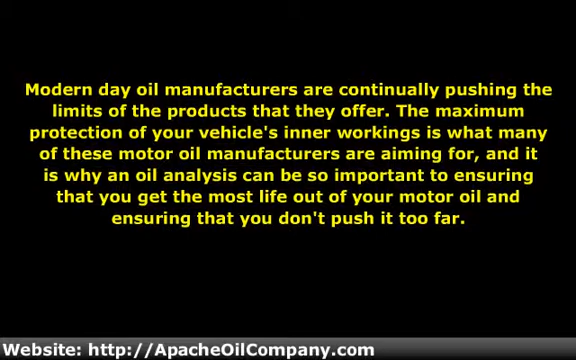 Modern day oil manufacturers are continually pushing the
limits of the products that they offer. The maximum
protection of your vehicle's inner workings is what many
of these motor oil manufacturers are aiming for, and it
is why an oil analysis can be so important to ensuring
that you get the most life out of your motor oil and
ensuring that you don't push it too far.
Website: http://ApacheOilCompany.com